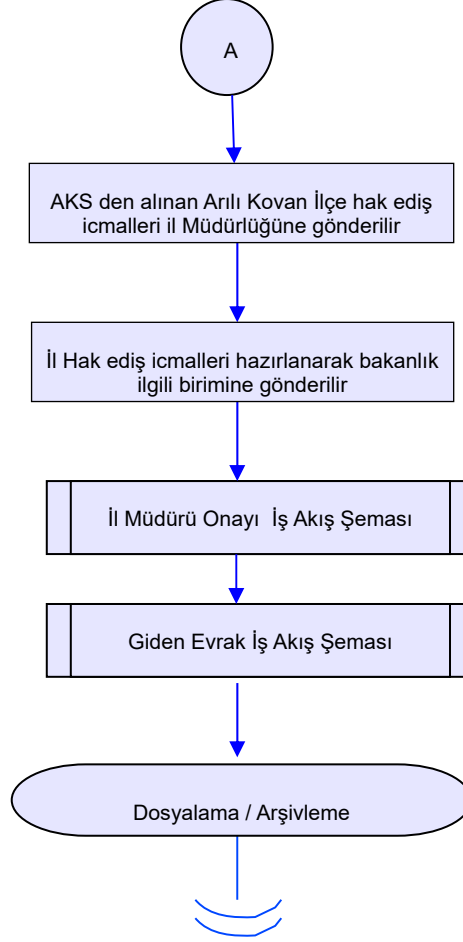 A
AKS den alınan Arılı Kovan İlçe hak ediş
icmalleri il Müdürlüğüne gönderilir
İl Hak ediş icmalleri hazırlanarak bakanlık
ilgili birimine gönderilir
İl Müdürü Onayı İş Akış Şeması
Giden Evrak İş Akış Şeması
Dosyalama / Arşivleme